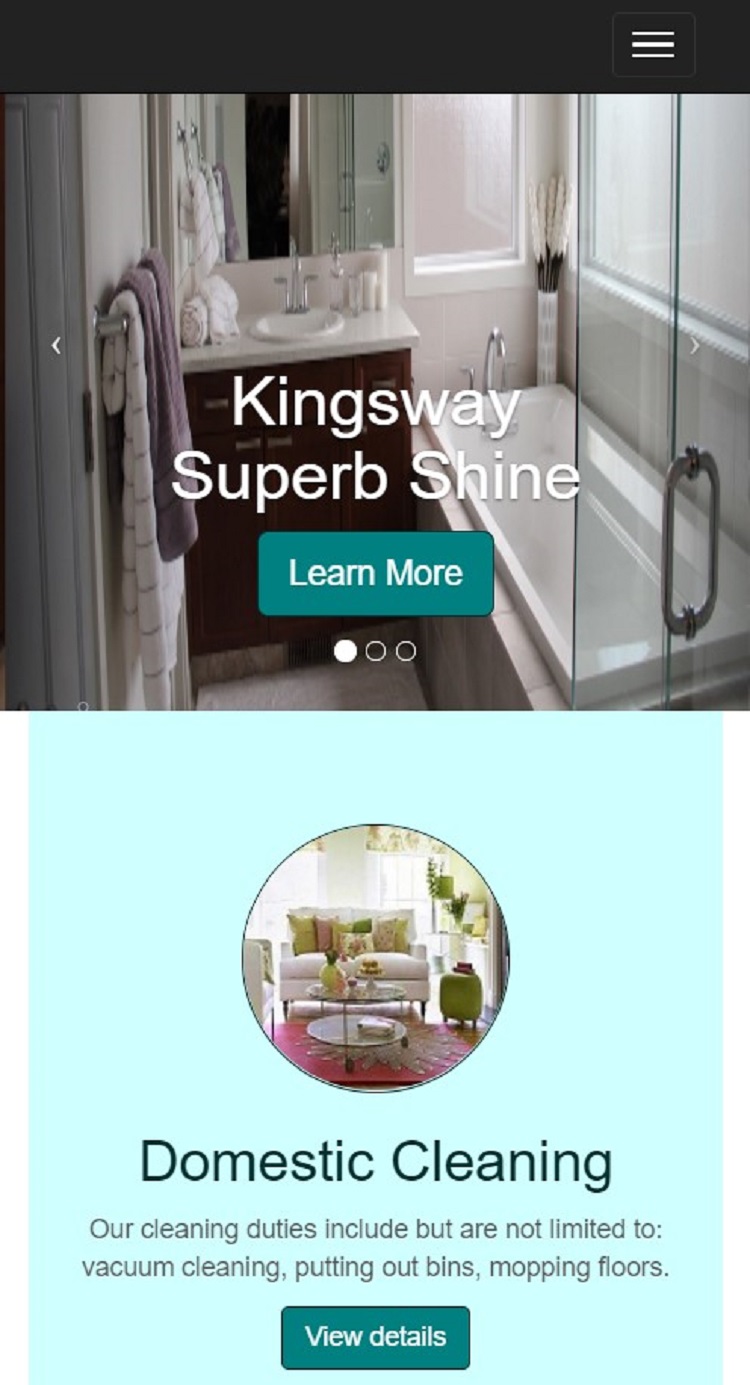 Kingsway
Superb Shine
Learn More
Domestic Cleaning
Our cleaning duties include but are not limited to:
vacuum cleaning, putting out bins, mopping floors.
View details